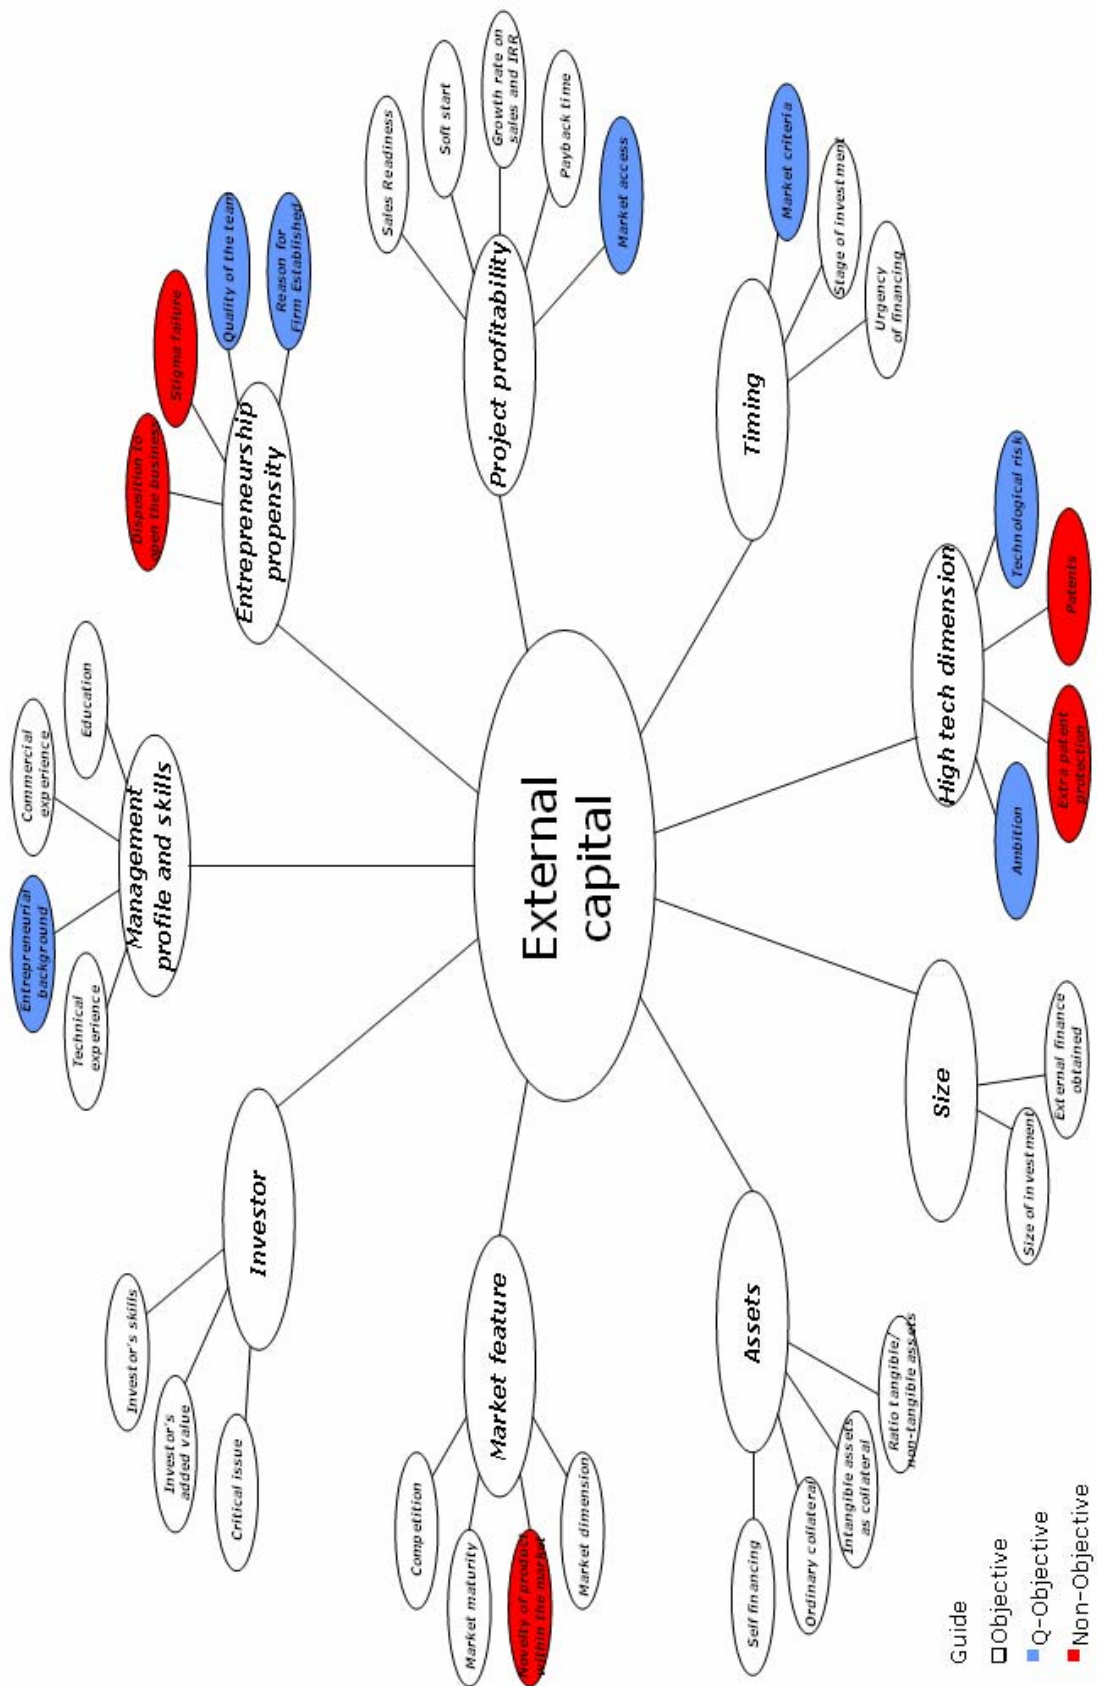 External
capital
Management
profile and skills
Technical
experience
Entrepreneurial
background
Commercial
experience
Education
Entrepreneurship
propensity
Disposition to
open the business
Stigma failure
Quality of the team
Reason for
Firm Established
Project profitability
Sales Readiness
Soft start
Growth rate on
sales and IRR
Payback time
Market access
Timing
Market criteria
Stage of investment
Urgency
of financing
High tech dimension
Technological risk
Patents
Extra patent
protection
Ambition
Size
External finance
obtained
Size of investment
Assets
Ratio tangible/
non-tangible assets
Intangible assets
as collateral
Ordinary collateral
Self financing
Market feature
Market dimension
Novelty of product
within the market
Market maturity
Competition
Investor
Critical issue
Investor's
added value
Investor's skills
Guide
Objective
Q-Objective
Non-Objective